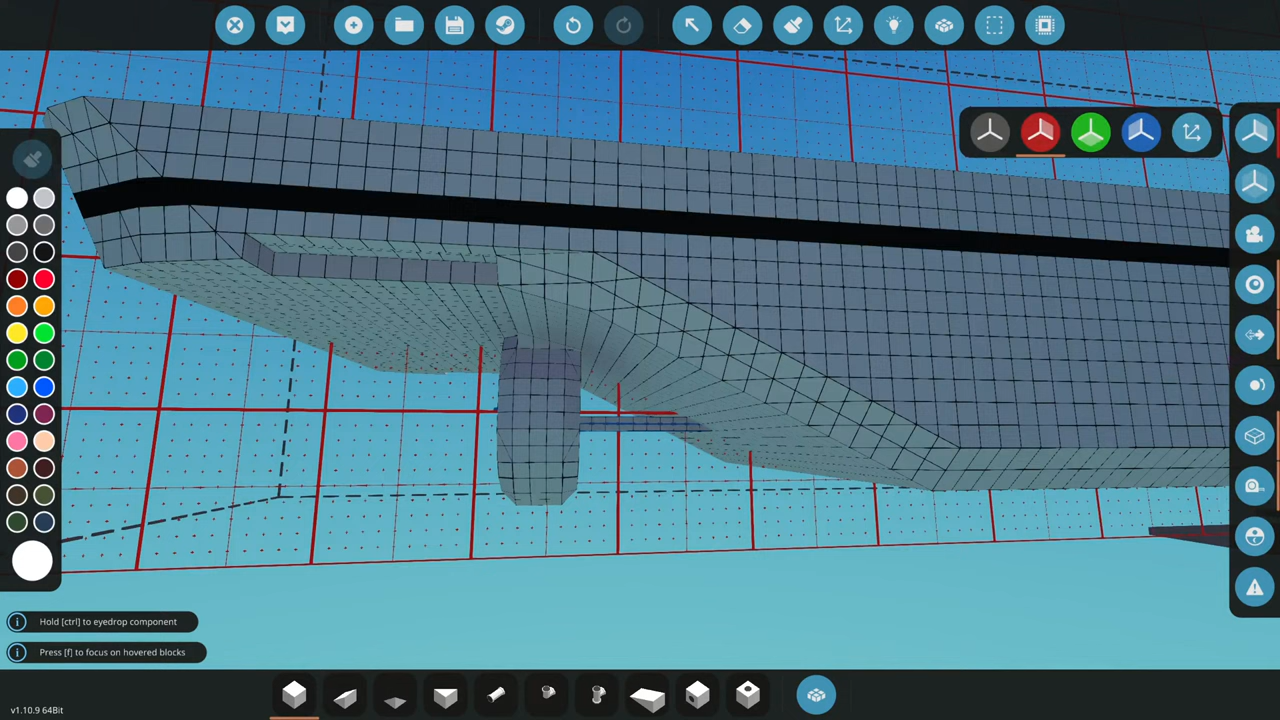 Hold [ctrl] to eyedrop component
Press [f] to focus on hovered blocks
v1.10.9 64Bit